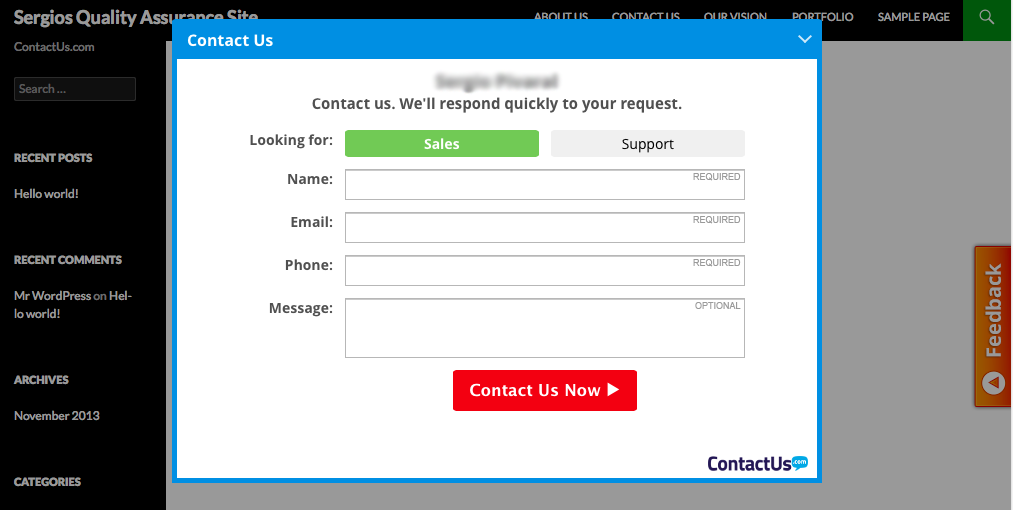 Sergios Quality Assurance Site
ABOUT US CONTACT US OUR VISION PORTFOLIO SAMPLE PAGE
ContactUs.com
Search ...
RECENT POSTS
Hello world!
RECENT COMMENTS
Mr WordPress on Hel-
lo world!
ARCHIVES
November 2013
CATEGORIES
Contact Us
Contact us. We'll respond quickly to your request.
Looking for: Sales Support
Name: REQUIRED
Email: REQUIRED
Phone: REQUIRED
Message: OPTIONAL
Contact Us Now
ContactUs.com
Feedback